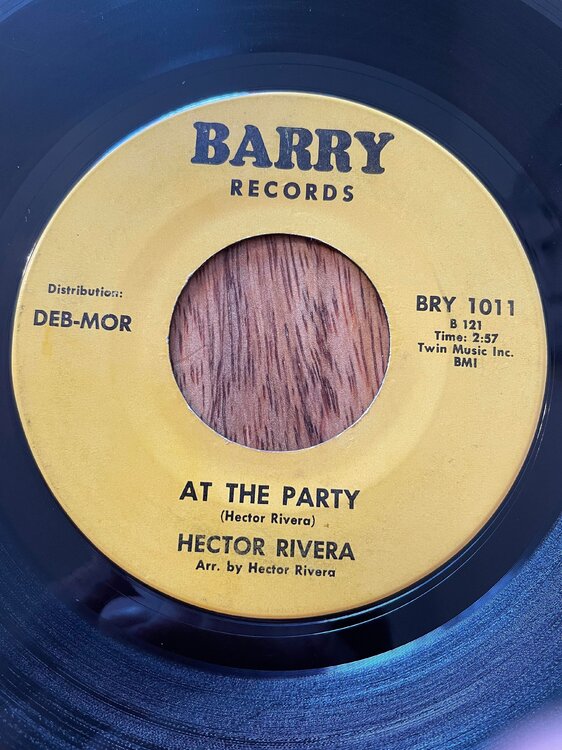 BARRY
RECORDS
Distribution:
DEB-MOR
BRY 1011
B 121
Time: 2:57
Twin Music Inc.
BMI
AT THE PARTY
(Hector Rivera)
HECTOR RIVERA
Arr. by Hector Rivera